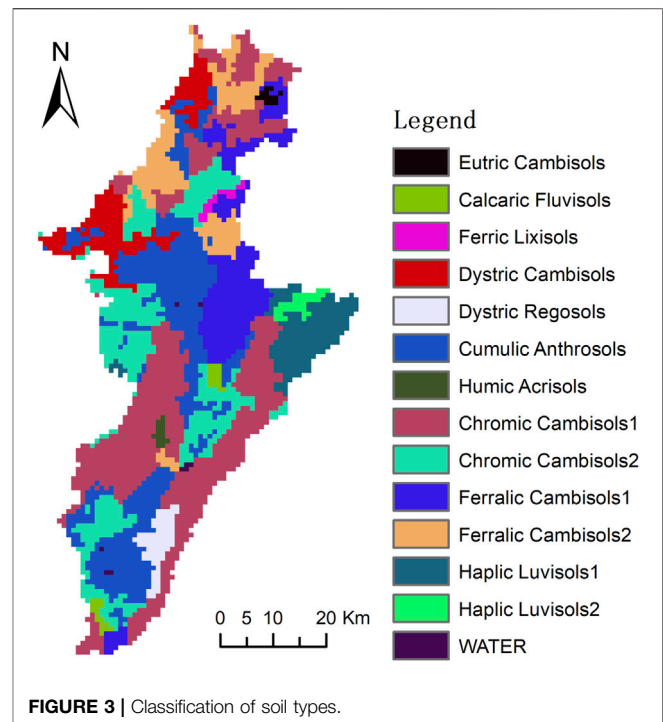 N
Legend
Eutric Cambisols
Calcaric Fluvisols
Ferric Lixisols
Dystric Cambisols
Dystric Regosols
Cumulic Anthrosols
Humic Acrisols
Chromic Cambisols1
Chromic Cambisols2
Ferralic Cambisols1
Ferralic Cambisols2
Haplic Luvisols1
Haplic Luvisols2
WATER
0 5 10 20 Km
FIGURE 3 | Classification of soil types.